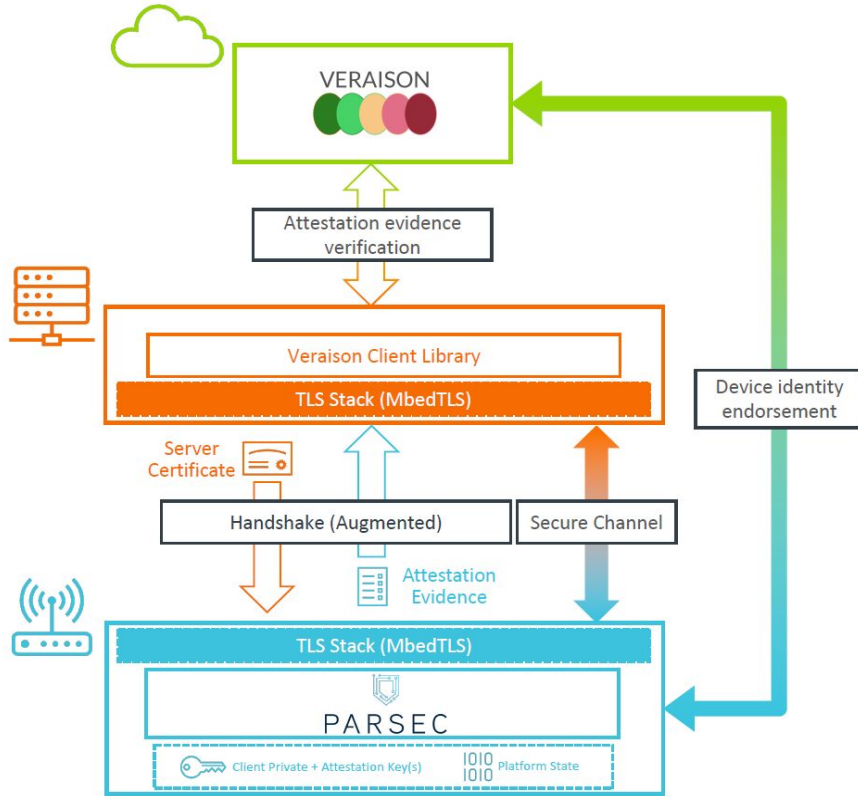 VERAISON
Attestation evidence
verification
Veraison Client Library
TLS Stack (MbedTLS)
Device identity
endorsement
Server
Certificate
Handshake (Augmented)
Secure Channel
Attestation
Evidence
TLS Stack (MbedTLS)
PARSEC
Client Private + Attestation Key(s)
1010
1010
Platform State